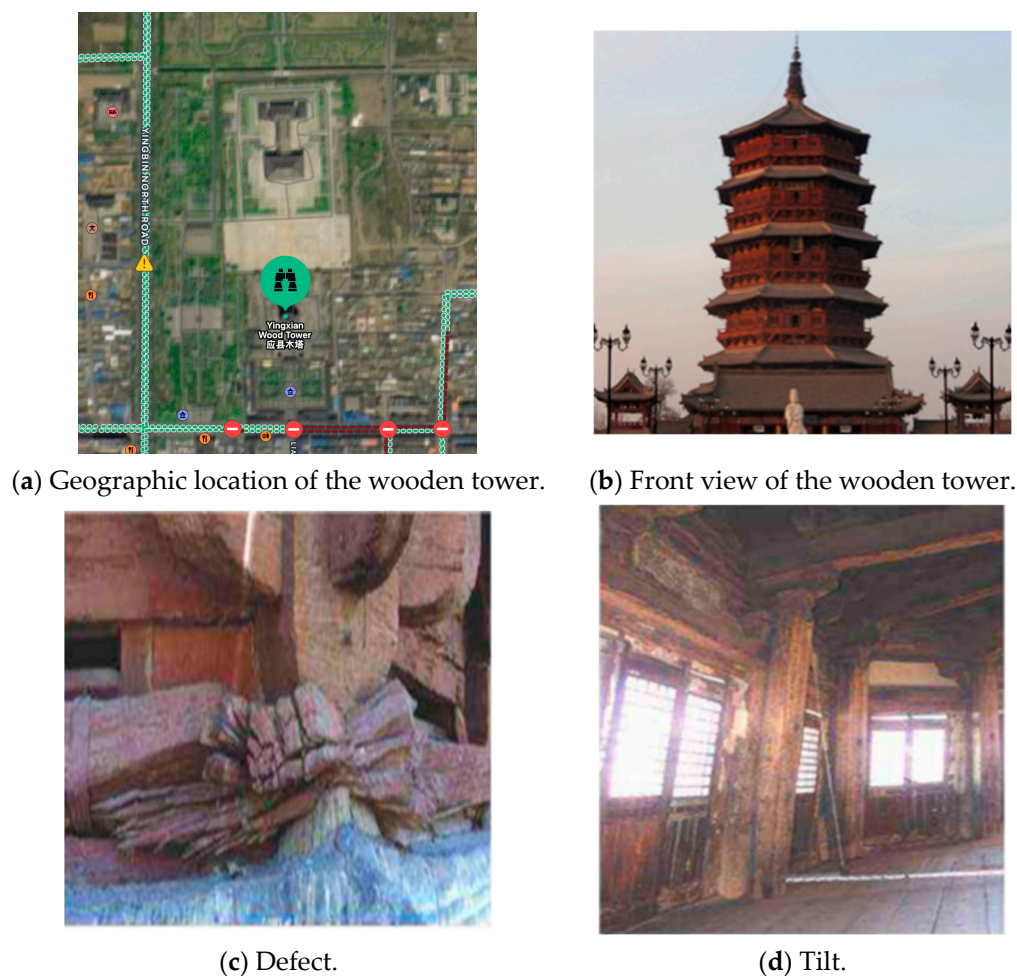 YINGBIN NORTH ROAD
Yingxian
Wood Tower
应县木塔
LI
(a) Geographic location of the wooden tower.
(b) Front view of the wooden tower.
(c) Defect.
(d) Tilt.